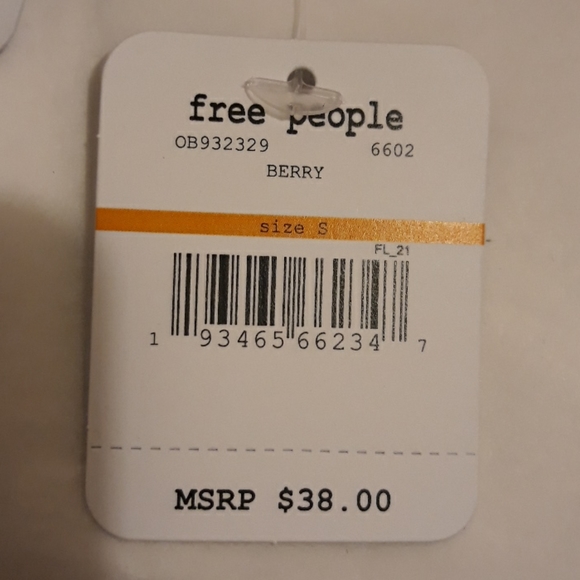 free people
OB932329 6602
BERRY
size S
FL_21
1 93465 66234 7
MSRP $38.00